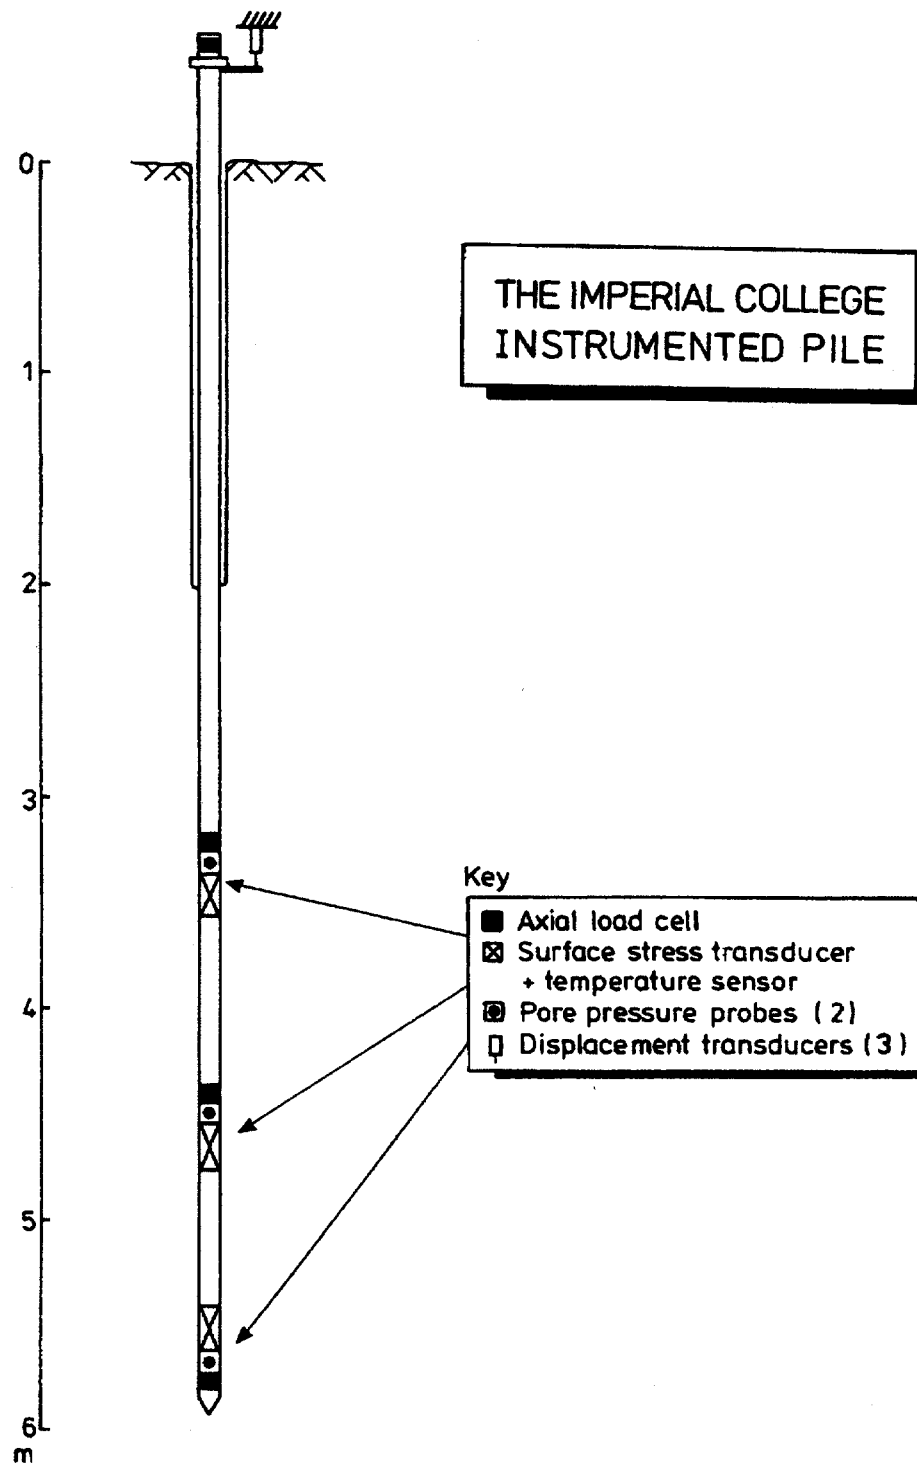 THE IMPERIAL COLLEGE
INSTRUMENTED PILE
0
1
2
3
4
5
6
m
Key
Axial load cell
Surface stress transducer
+ temperature sensor
Pore pressure probes (2)
Displacement transducers (3)